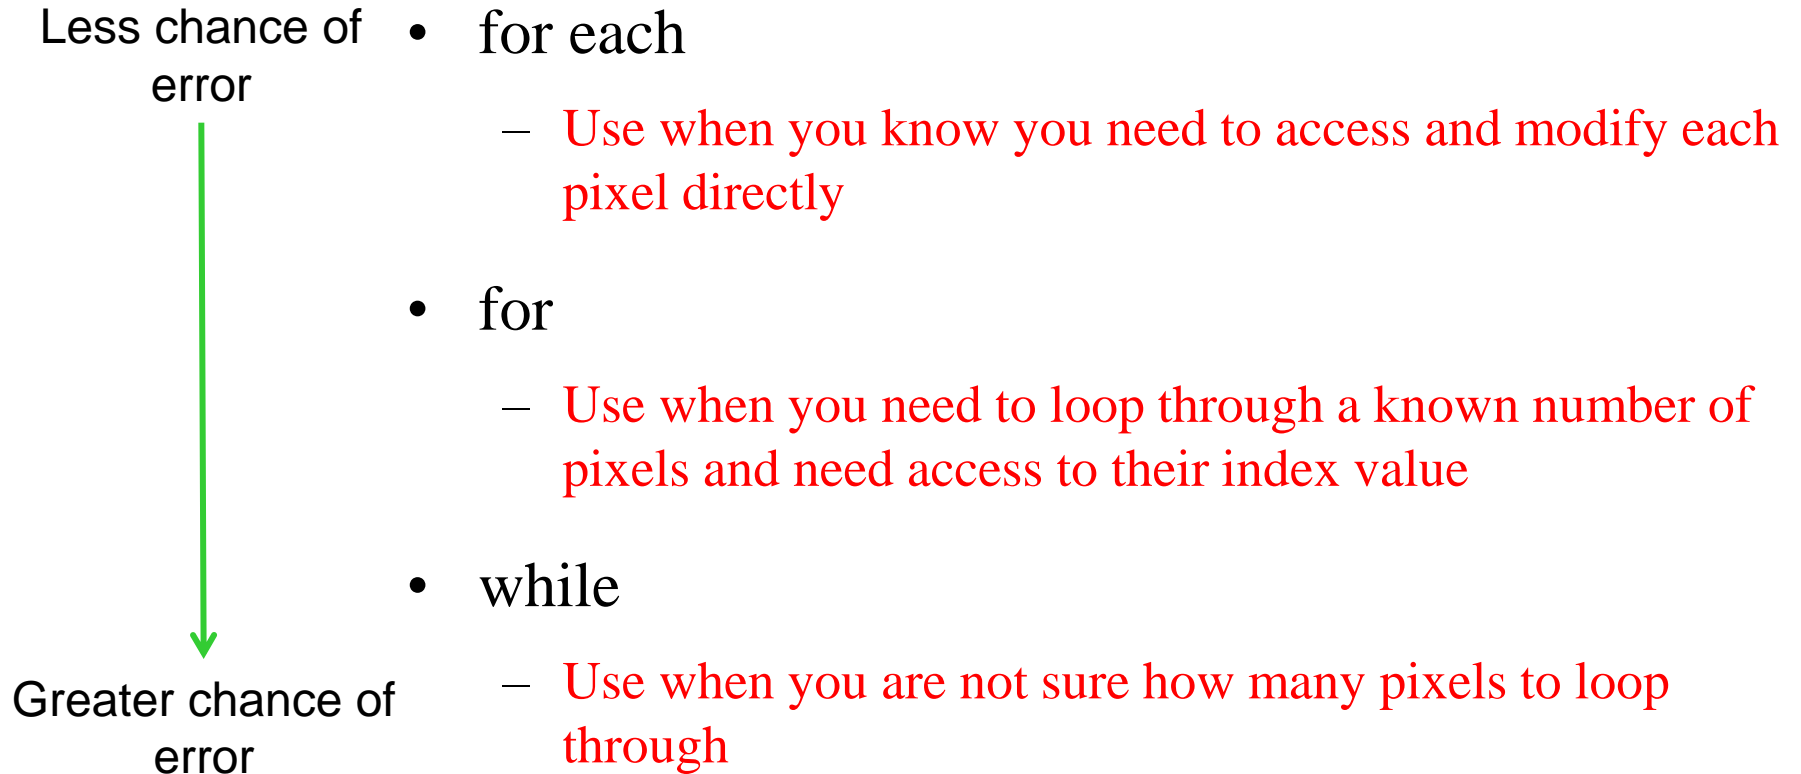 Less chance of
error
• for each
– Use when you know you need to access and modify each
pixel directly
• for
– Use when you need to loop through a known number of
pixels and need access to their index value
• while
– Use when you are not sure how many pixels to loop
through
Greater chance of
error